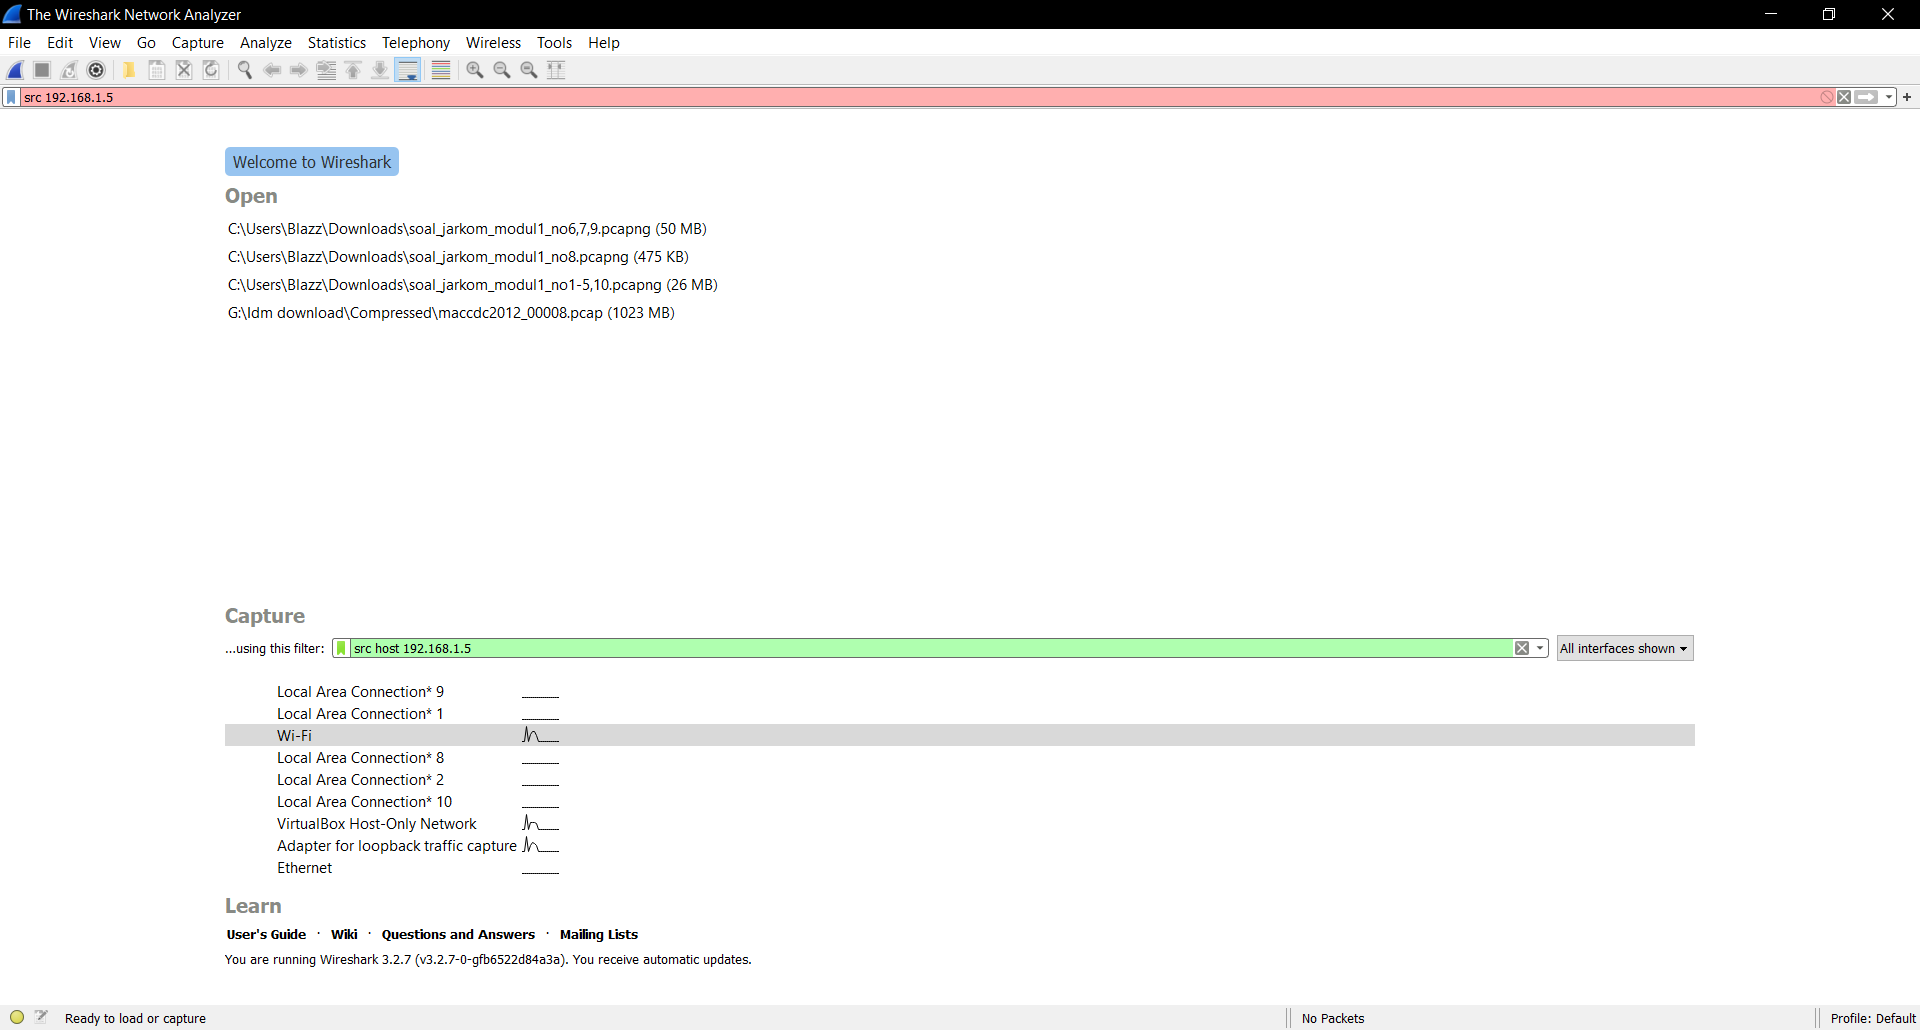 The Wireshark Network Analyzer
File Edit View Go Capture Analyze Statistics Telephony Wireless Tools Help
src 192.168.1.5
Welcome to Wireshark
Open
C:\Users\Blazz\Downloads\soal_jarkom_modul1_no6,7,9.pcapng (50 MB)
C:\Users\Blazz\Downloads\soal_jarkom_modul1_no8.pcapng (475 KB)
C:\Users\Blazz\Downloads\soal_jarkom_modul1_no1-5,10.pcapng (26 MB)
G:\Idm download\Compressed\maccdc2012_00008.pcap (1023 MB)
Capture
...using this filter: src host 192.168.1.5 All interfaces shown
Local Area Connection* 9
Local Area Connection* 1
Wi-Fi
Local Area Connection* 8
Local Area Connection* 2
Local Area Connection* 10
VirtualBox Host-Only Network
Adapter for loopback traffic capture
Ethernet
Learn
User's Guide · Wiki · Questions and Answers · Mailing Lists
You are running Wireshark 3.2.7 (v3.2.7-0-gfb6522d84a3a). You receive automatic updates.
Ready to load or capture No Packets Profile: Default